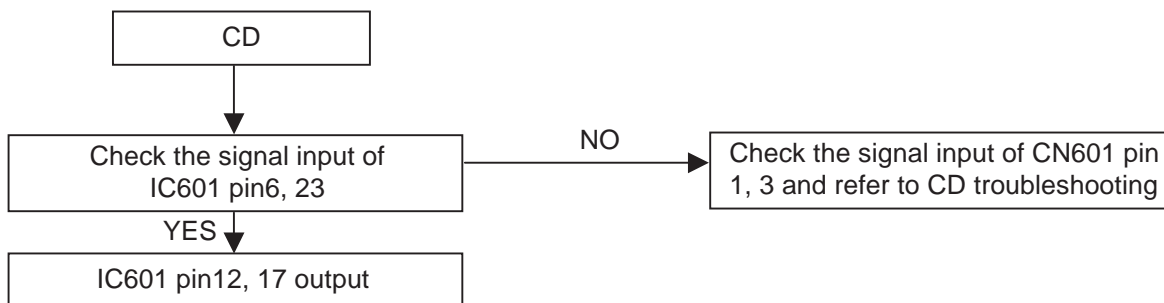 CD
Check the signal input of
IC601 pin6, 23
NO
Check the signal input of CN601 pin
1, 3 and refer to CD troubleshooting
YES
IC601 pin12, 17 output